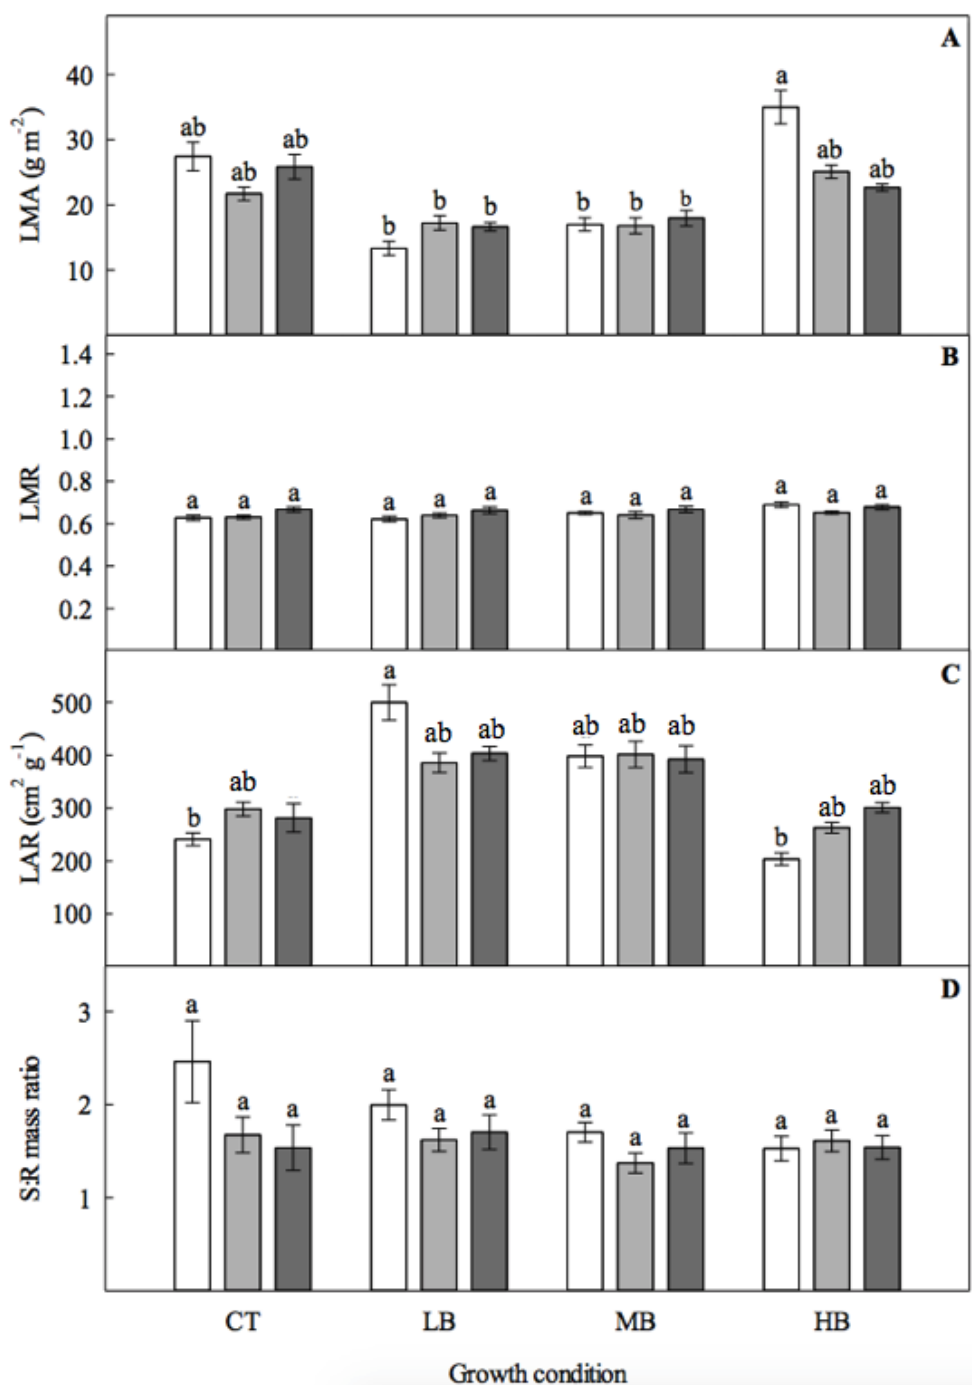 A
40
30
20
10
LMA (g m⁻²)
ab ab ab
b b b
b b b
a ab ab
B
1.4
1.2
1.0
0.8
0.6
0.4
0.2
LMR
a a a
a a a
a a a
a a a
C
500
400
300
200
100
LAR (cm² g⁻¹)
b ab
a ab ab
ab ab ab
b ab ab
D
3
2
1
S:R mass ratio
a a a
a a a
a a a
a a a
CT LB MB HB
Growth condition